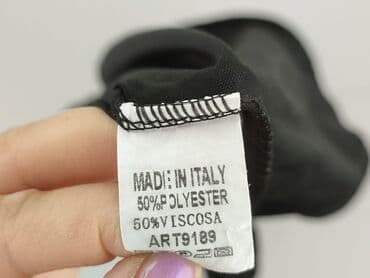 MADE IN ITALY
50%POLYESTER
50%VISCOSA
ART9189